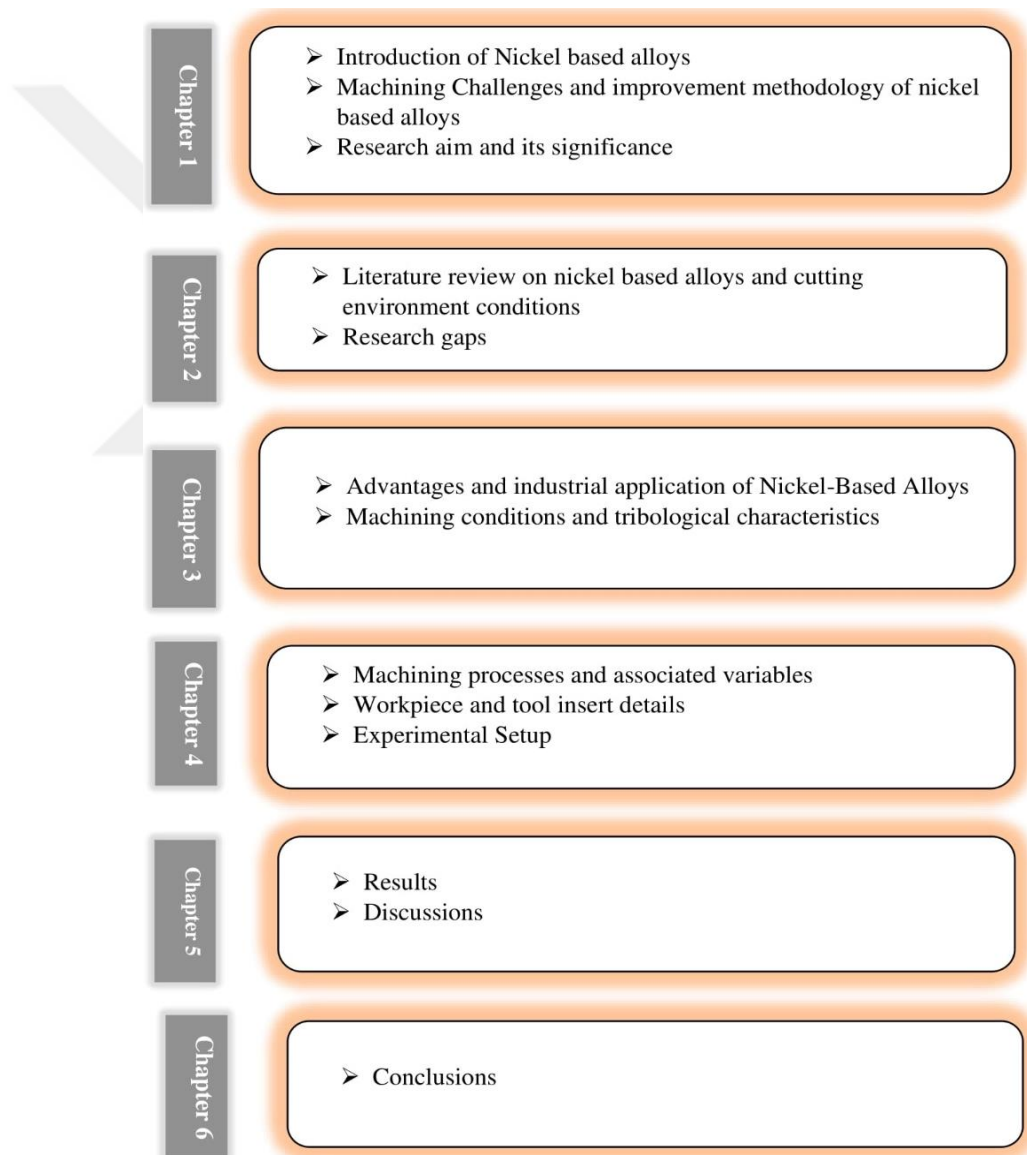 Chapter 1
➢ Introduction of Nickel based alloys
➢ Machining Challenges and improvement methodology of nickel
based alloys
➢ Research aim and its significance
Chapter 2
➢ Literature review on nickel based alloys and cutting
environment conditions
➢ Research gaps
Chapter 3
➢ Advantages and industrial application of Nickel-Based Alloys
➢ Machining conditions and tribological characteristics
Chapter 4
➢ Machining processes and associated variables
➢ Workpiece and tool insert details
➢ Experimental Setup
Chapter 5
➢ Results
➢ Discussions
Chapter 6
➢ Conclusions